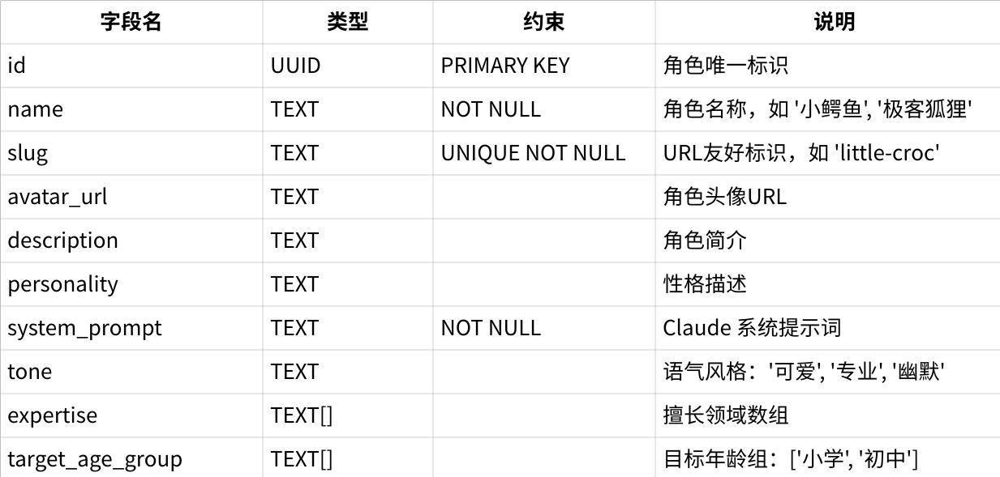 字段名 类型 约束 说明
id UUID PRIMARY KEY 角色唯一标识
name TEXT NOT NULL 角色名称，如 '小鳄鱼', '极客狐狸'
slug TEXT UNIQUE NOT NULL URL友好标识，如 'little-croc'
avatar_url TEXT 角色头像URL
description TEXT 角色简介
personality TEXT 性格描述
system_prompt TEXT NOT NULL Claude 系统提示词
tone TEXT 语气风格：'可爱', '专业', '幽默'
expertise TEXT[] 擅长领域数组
target_age_group TEXT[] 目标年龄组：['小学', '初中']